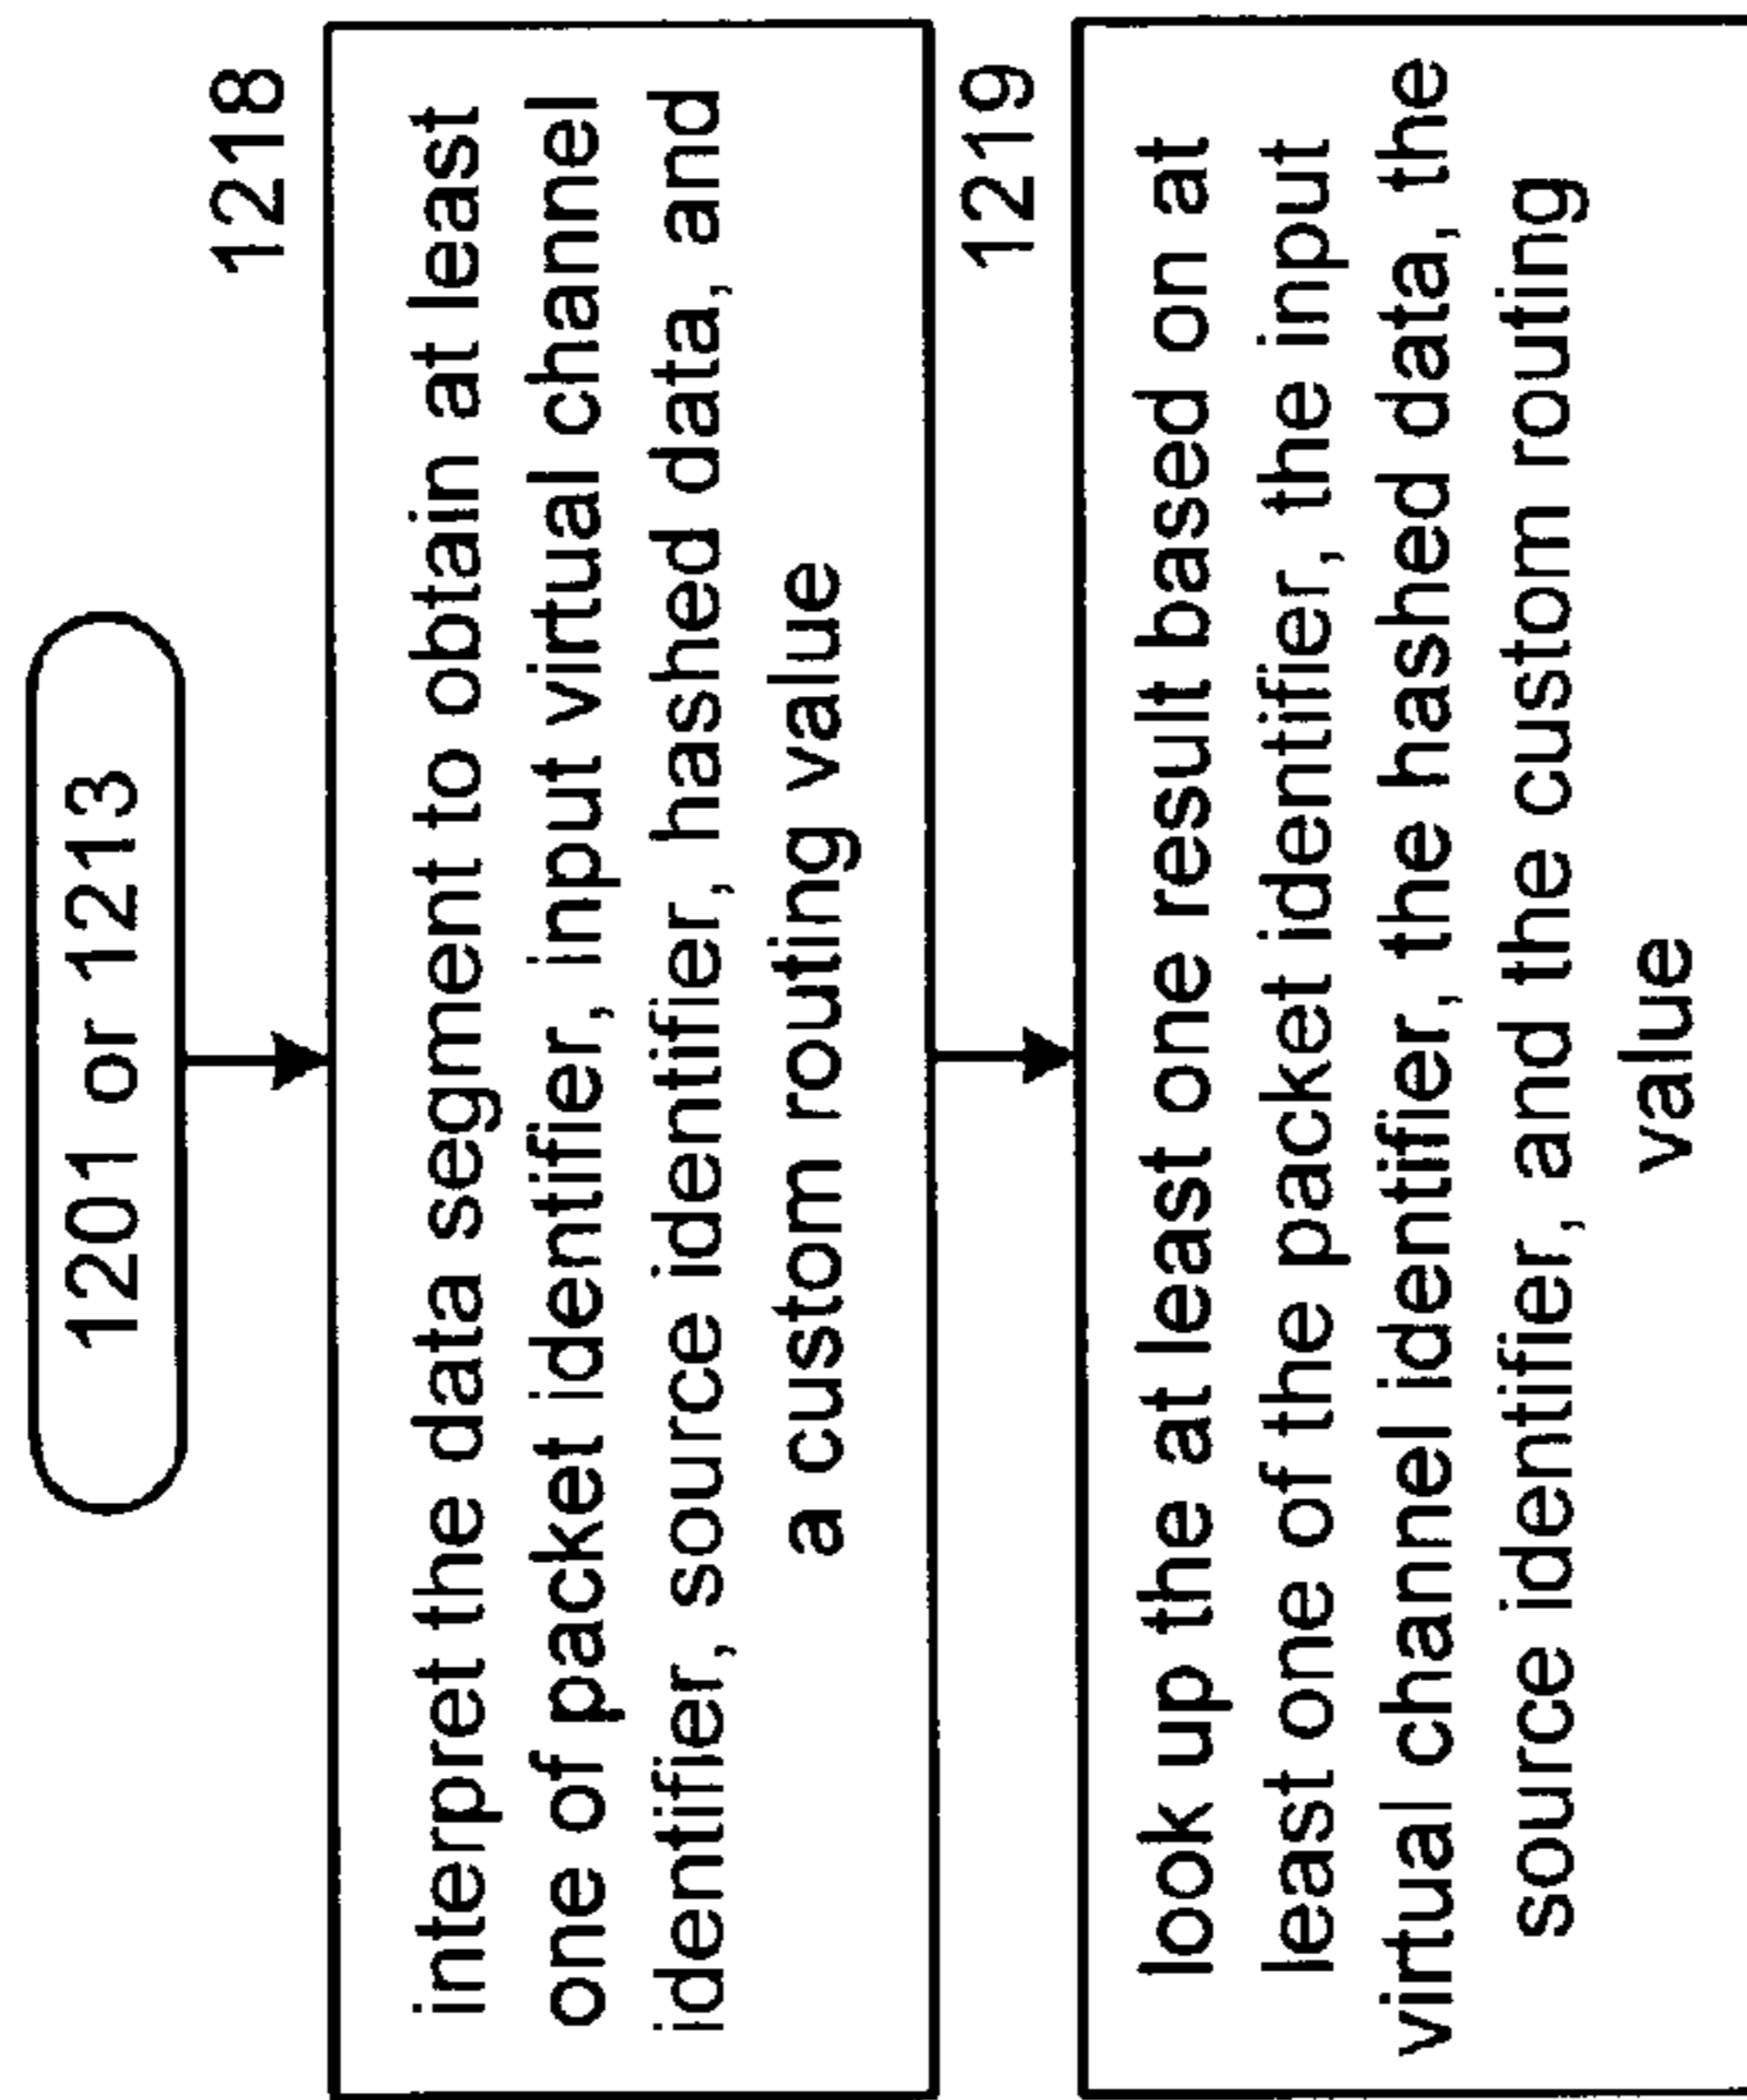 1201 or 1213
1218
interpret the data segment to obtain at least
one of packet identifier, input virtual channel
identifier, source identifier, hashed data, and
a custom routing value
1219
look up the at least one result based on at
least one of the packet identifier, the input
virtual channel identifier, the hashed data, the
source identifier, and the custom routing
value